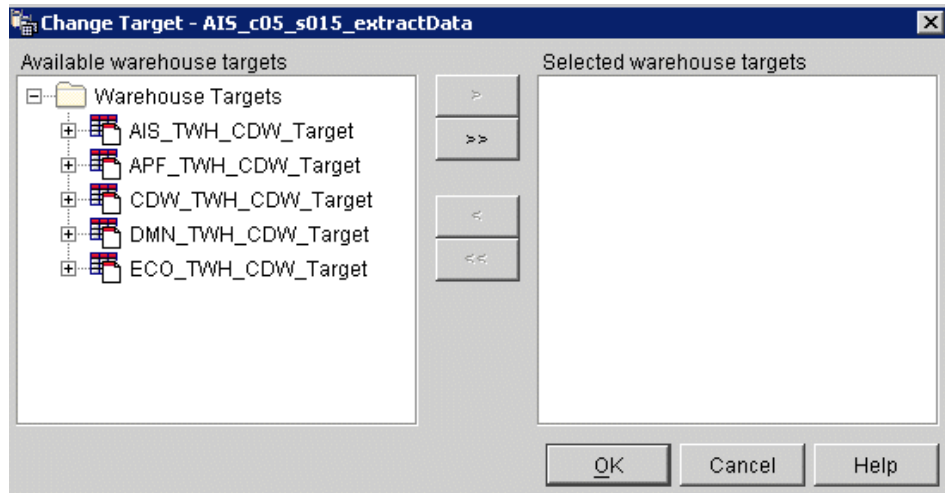 Change Target - AIS_c05_s015_extractData
Available warehouse targets
Selected warehouse targets
Warehouse Targets
AIS_TWH_CDW_Target
APF_TWH_CDW_Target
CDW_TWH_CDW_Target
DMN_TWH_CDW_Target
ECO_TWH_CDW_Target
>
>>
<
<<
OK
Cancel
Help